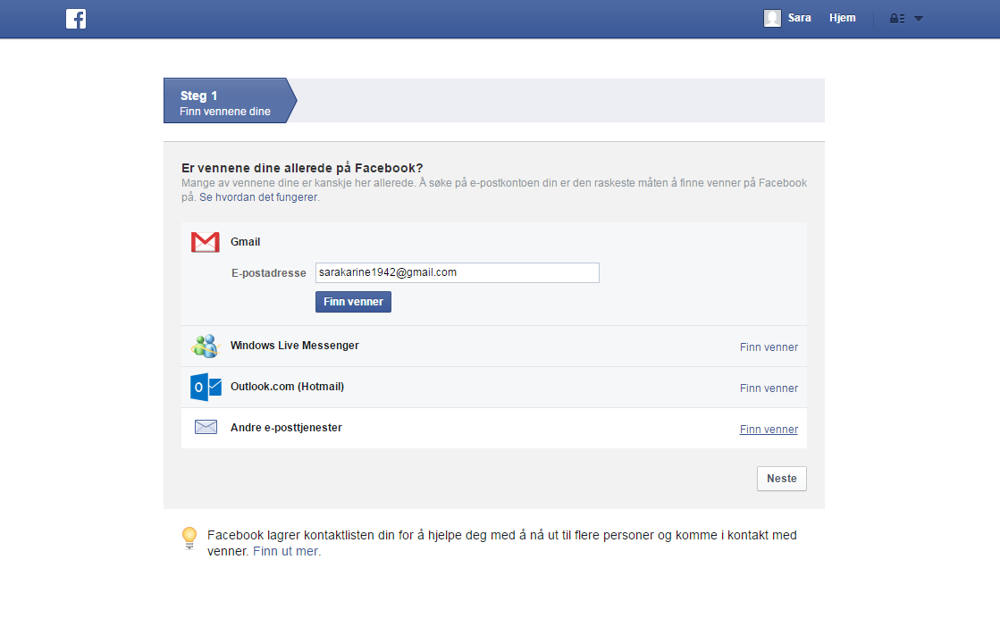 Sara Hjem
Steg 1
Finn vennene dine
Er vennene dine allerede på Facebook?
Mange av vennene dine er kanskje her allerede. Å søke på e-postkontoen din er den raskeste måten å finne venner på Facebook
på. Se hvordan det fungerer.
Gmail
E-postadresse sarakarine1942@gmail.com
Finn venner
Windows Live Messenger Finn venner
Outlook.com (Hotmail) Finn venner
Andre e-posttjenester Finn venner
Neste
Facebook lagrer kontaktlisten din for å hjelpe deg med å nå ut til flere personer og komme i kontakt med
venner. Finn ut mer.